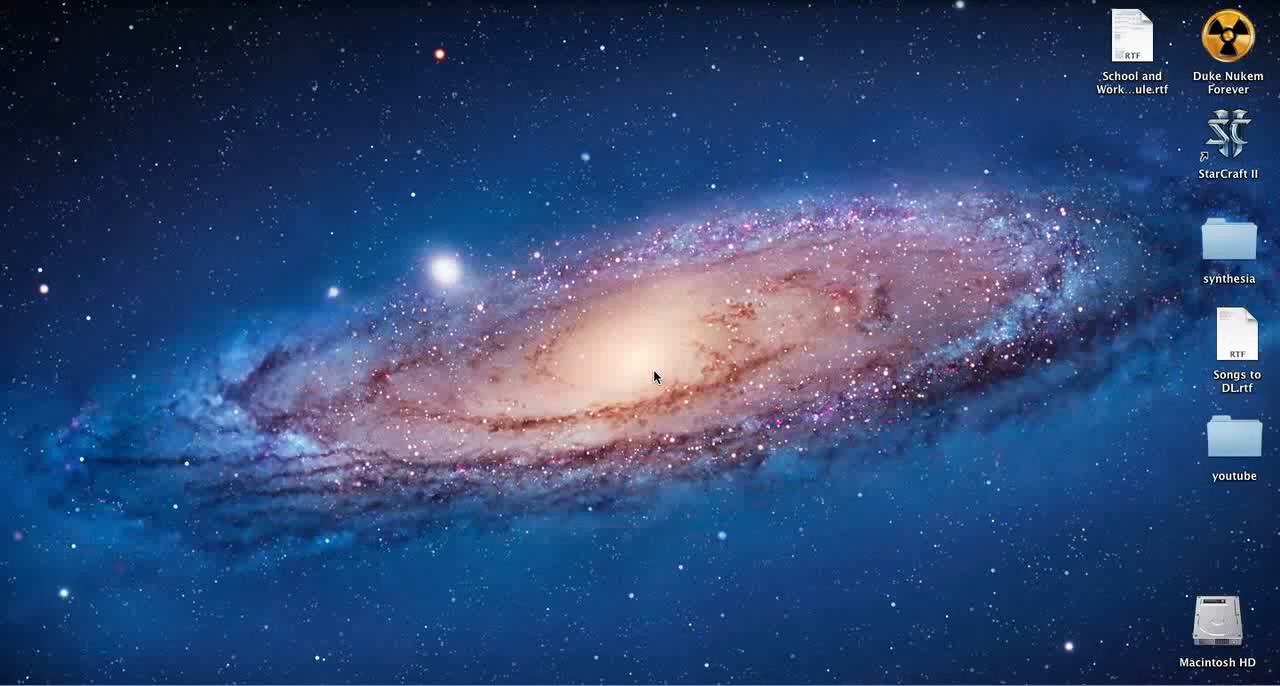 RTF
School and
Work...ule.rtf
Duke Nukem
Forever
StarCraft II
synthesia
RTF
Songs to
DL.rtf
youtube
Macintosh HD